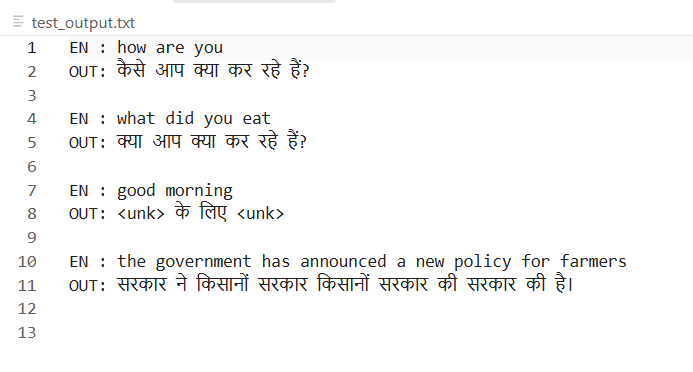 test_output.txt
1 EN : how are you
2 OUT: कैसे आप क्या कर रहे हैं?
3
4 EN : what did you eat
5 OUT: क्या आप क्या कर रहे हैं?
6
7 EN : good morning
8 OUT: <unk> के लिए <unk>
9
10 EN : the government has announced a new policy for farmers
11 OUT: सरकार ने किसानों सरकार किसानों सरकार की सरकार की है।
12
13